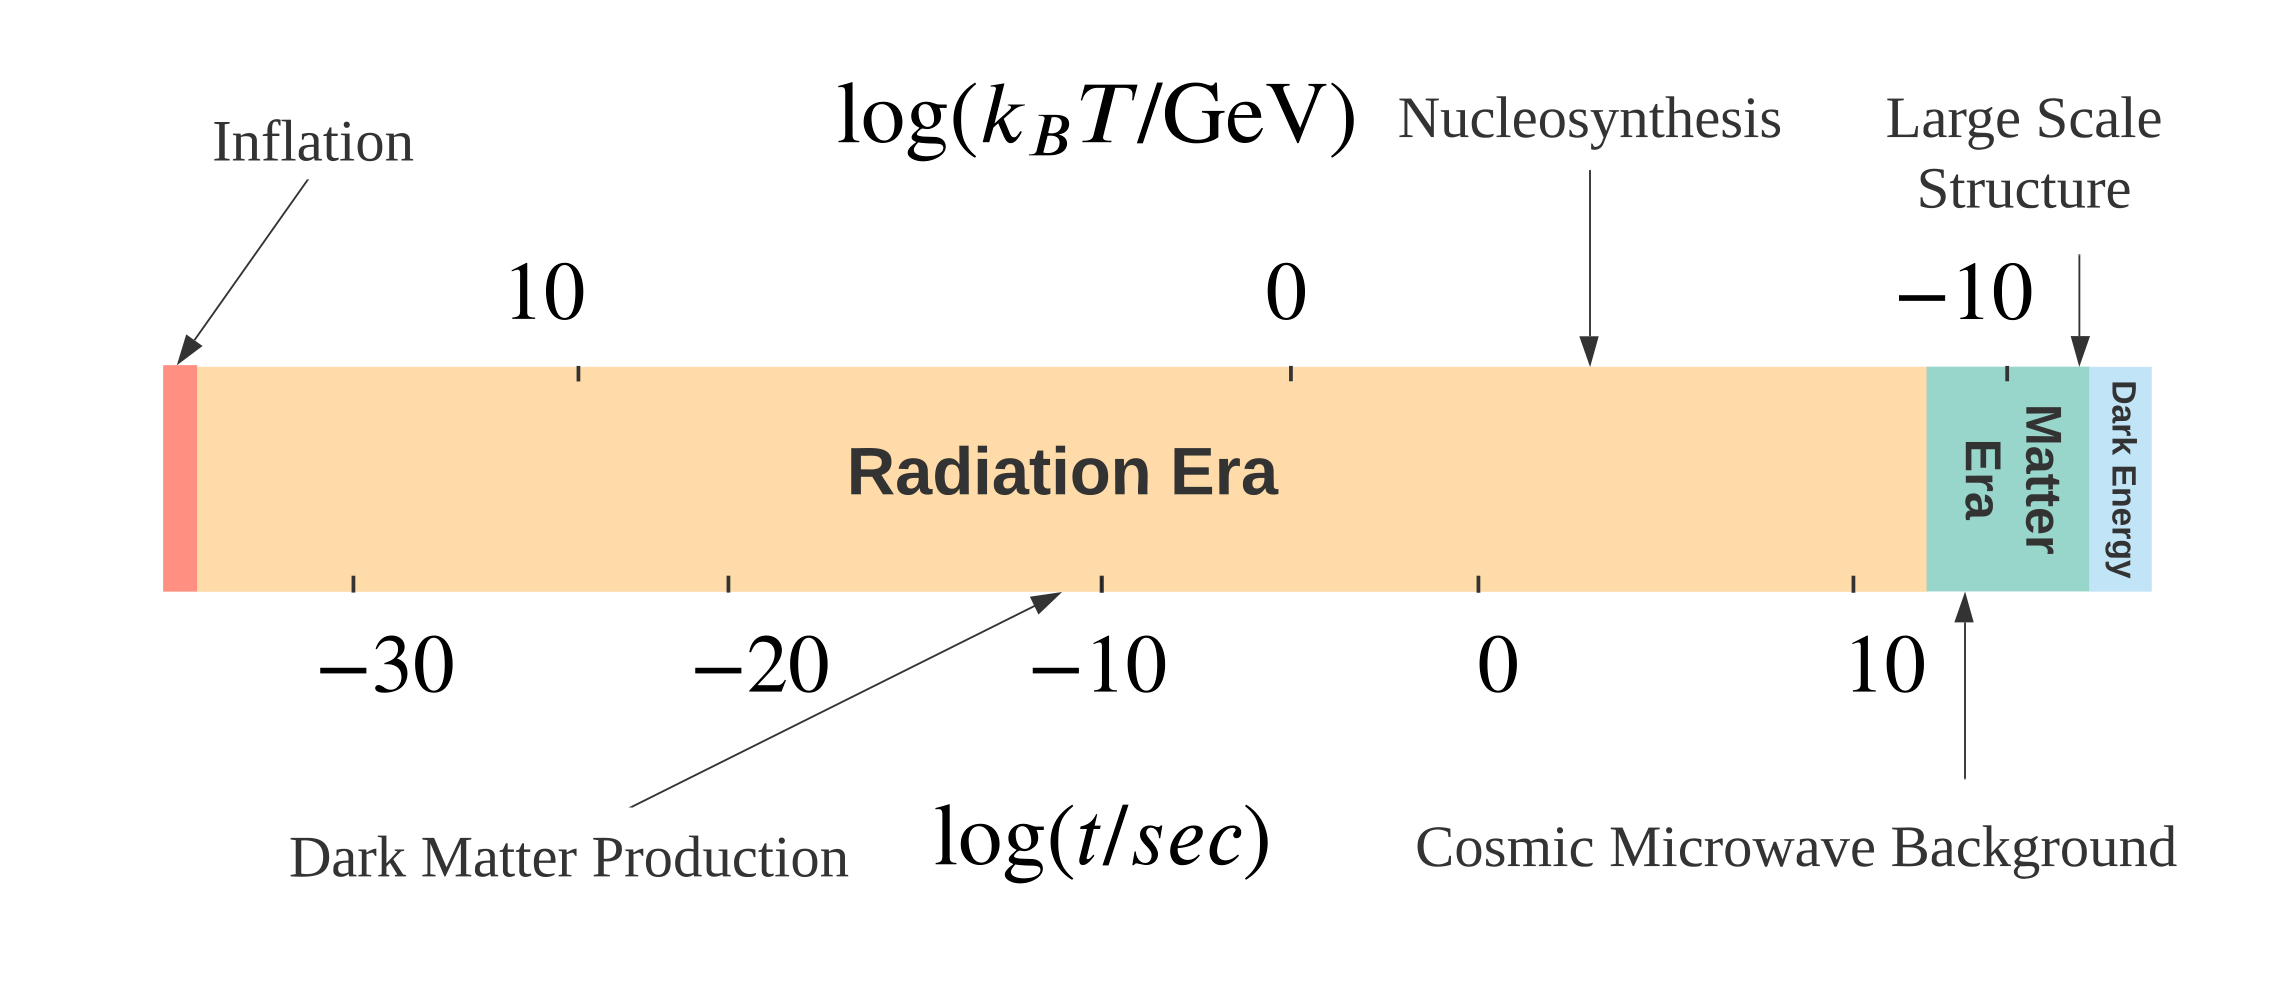 log(k_B T/GeV)
Nucleosynthesis
Large Scale
Structure
Inflation
10
0
−10
Radiation Era
Matter
Era
Dark Energy
−30
−20
−10
0
10
Dark Matter Production
log(t/sec)
Cosmic Microwave Background